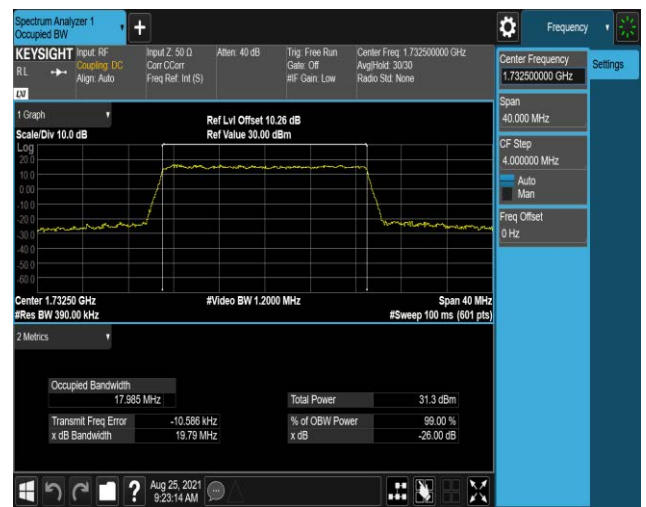 Spectrum Analyzer 1
Occupied BW
+
Frequency
KEYSIGHT Input: RF
RL
Coupling: DC
Align: Auto
LXI
Input Z: 50 Ω
Corr CCorr
Freq Ref: Int (S)
Atten: 40 dB
Trig: Free Run
Gate: Off
#IF Gain: Low
Center Freq: 1.732500000 GHz
Avg|Hold: 30/30
Radio Std: None
Center Frequency
1.732500000 GHz
Settings
Span
40.000 MHz
CF Step
4.000000 MHz
Auto
Man
Freq Offset
0 Hz
1 Graph
Scale/Div 10.0 dB
Ref Lvl Offset 10.26 dB
Ref Value 30.00 dBm
Log
20.0
10.0
0.00
-10.0
-20.0
-30.0
-40.0
-50.0
-60.0
Center 1.73250 GHz
#Video BW 1.2000 MHz
Span 40 MHz
#Res BW 390.00 kHz
#Sweep 100 ms (601 pts)
2 Metrics
Occupied Bandwidth
17.985 MHz
Total Power 31.3 dBm
Transmit Freq Error -10.586 kHz
% of OBW Power 99.00 %
x dB Bandwidth 19.79 MHz
x dB -26.00 dB
?
Aug 25, 2021
9:23:14 AM